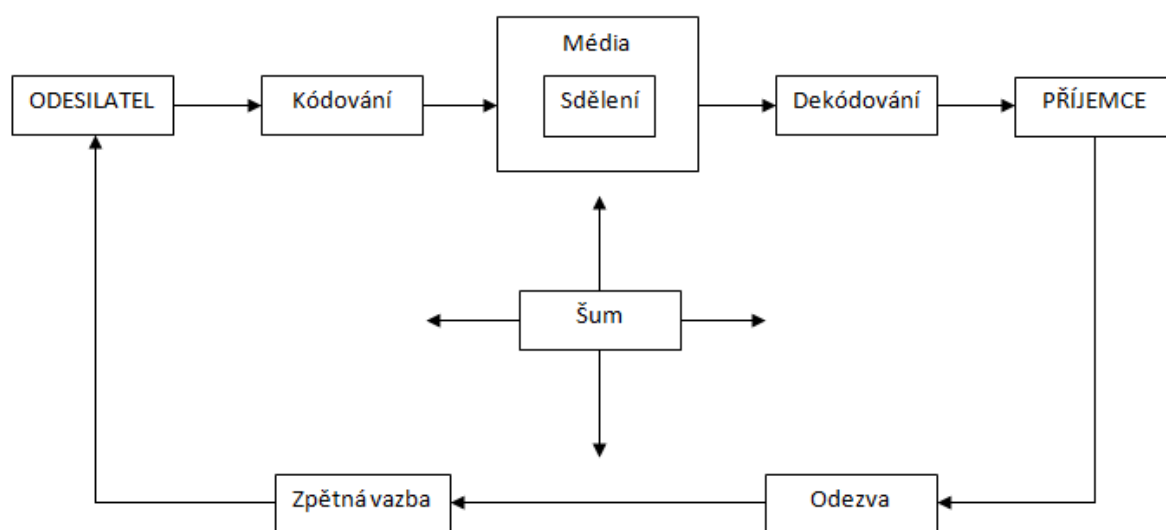 Média
ODESILATEL
Kódování
Sdělení
Dekódování
PŘÍJEMCE
Šum
Zpětná vazba
Odezva